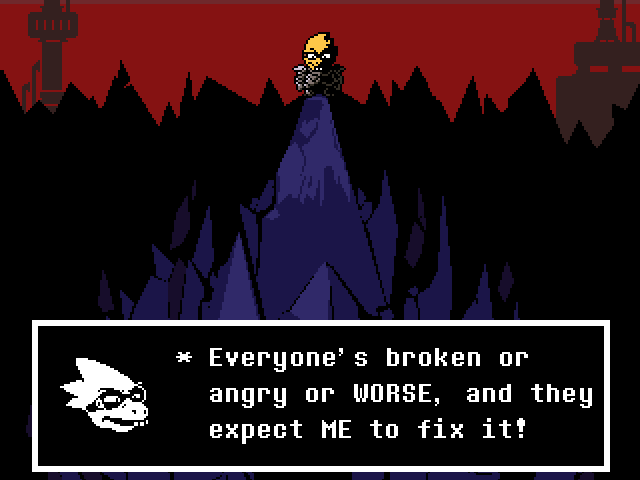 * Everyone's broken or
angry or WORSE, and they
expect ME to fix it!